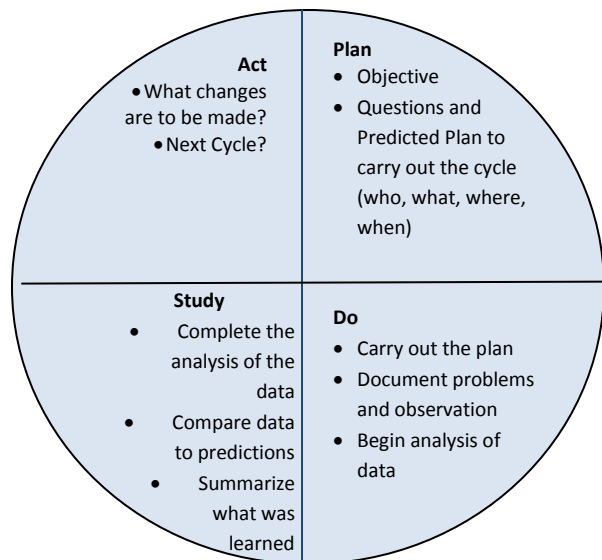 Act
• What changes
are to be made?
• Next Cycle?
Plan
• Objective
• Questions and
Predicted Plan to
carry out the cycle
(who, what, where,
when)
Study
• Complete the
analysis of the
data
• Compare data
to predictions
• Summarize
what was
learned
Do
• Carry out the plan
• Document problems
and observation
• Begin analysis of
data